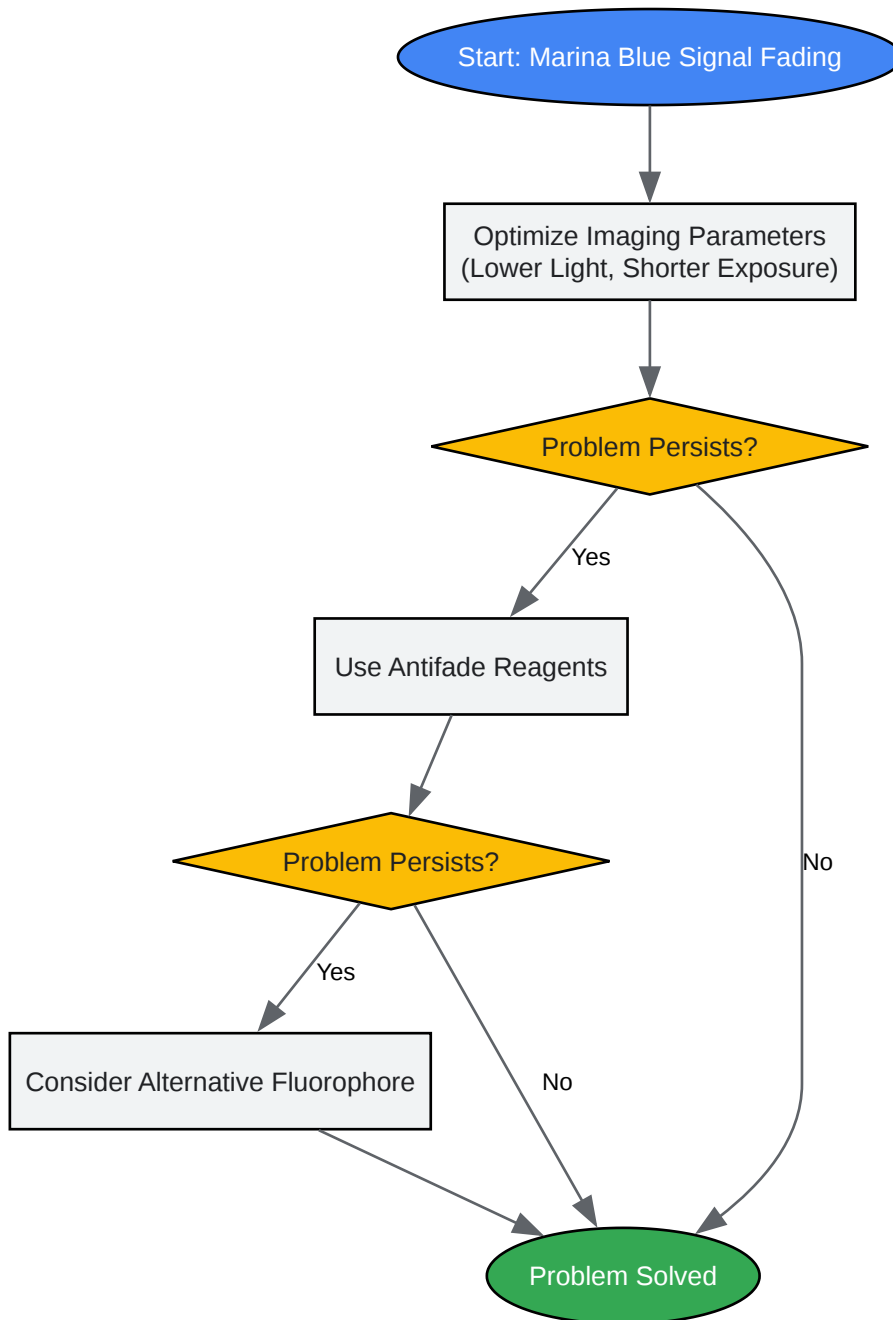 Start: Marina Blue Signal Fading
Optimize Imaging Parameters
(Lower Light, Shorter Exposure)
Problem Persists?
Yes
Use Antifade Reagents
Problem Persists?
No
Yes
Consider Alternative Fluorophore
No
Problem Solved